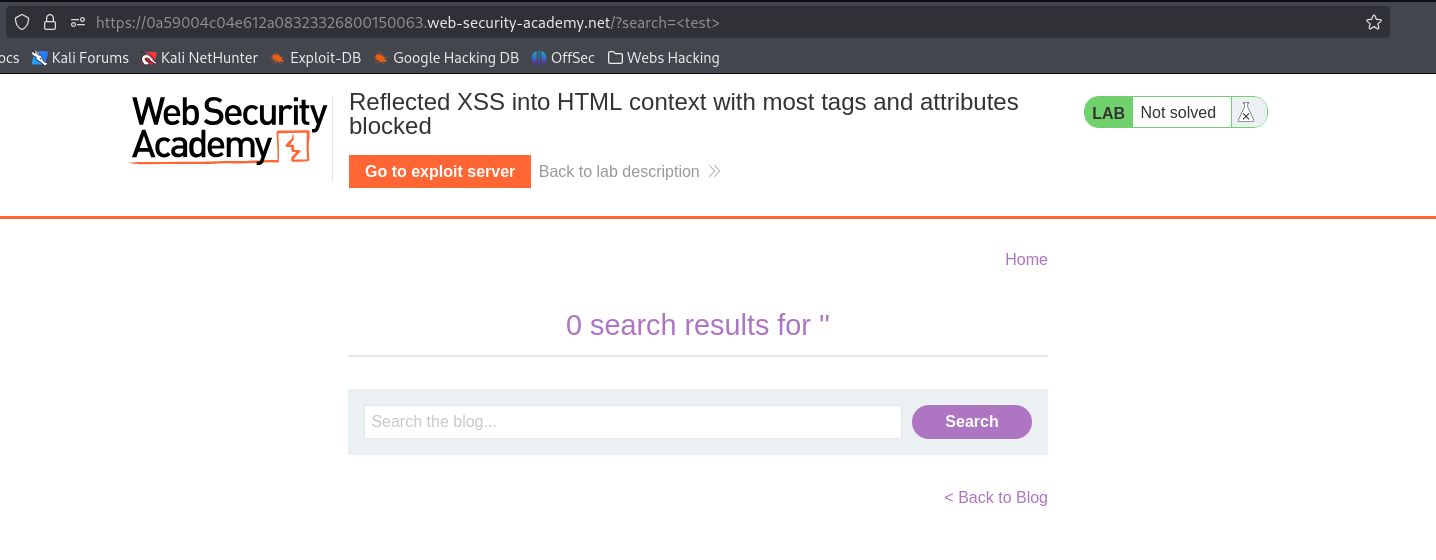 https://0a59004c04e612a08323326800150063.web-security-academy.net/?search=<test>
ocs Kali Forums Kali NetHunter Exploit-DB Google Hacking DB OffSec Webs Hacking
Web Security
Academy
Reflected XSS into HTML context with most tags and attributes
blocked
LAB Not solved
Go to exploit server Back to lab description
Home
0 search results for ''
Search the blog... Search
< Back to Blog